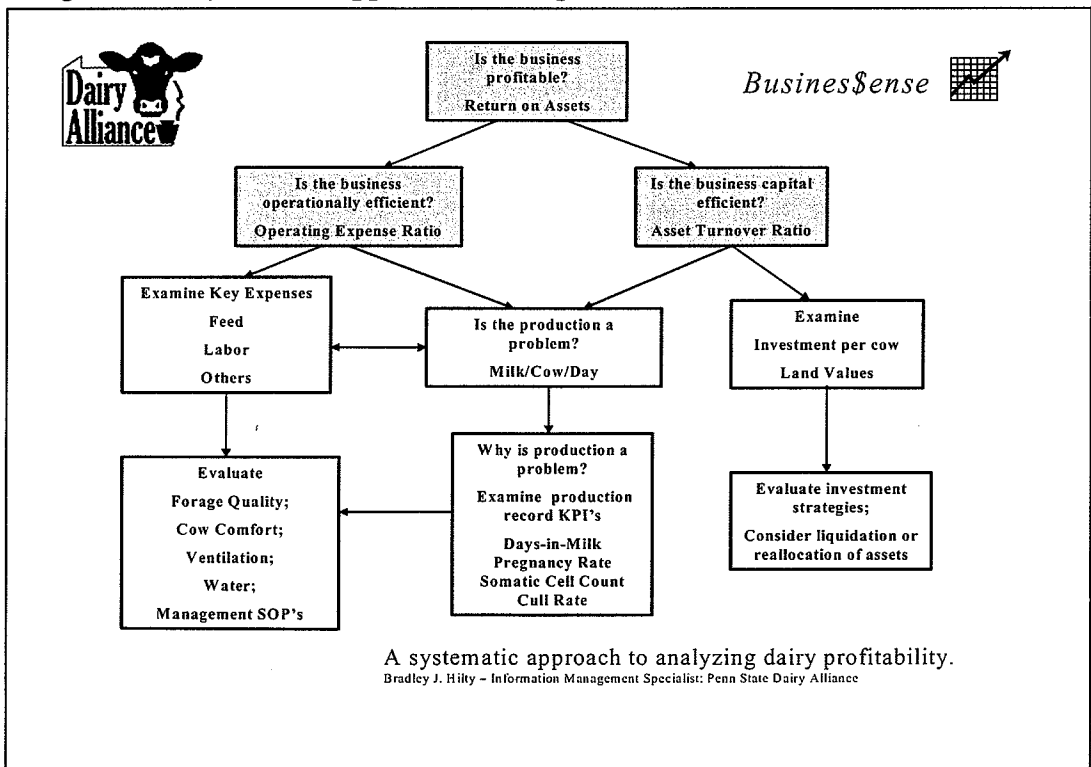 Dairy
Alliance
Busines$ense
Is the business
profitable?
Return on Assets
Is the business
operationally efficient?
Operating Expense Ratio
Is the business capital
efficient?
Asset Turnover Ratio
Examine Key Expenses
Feed
Labor
Others
Is the production a
problem?
Milk/Cow/Day
Examine
Investment per cow
Land Values
Evaluate
Forage Quality;
Cow Comfort;
Ventilation;
Water;
Management SOP's
Why is production a
problem?
Examine production
record KPI's
Days-in-Milk
Pregnancy Rate
Somatic Cell Count
Cull Rate
Evaluate investment
strategies;
Consider liquidation or
reallocation of assets
A systematic approach to analyzing dairy profitability.
Bradley J. Hilty – Information Management Specialist: Penn State Dairy Alliance